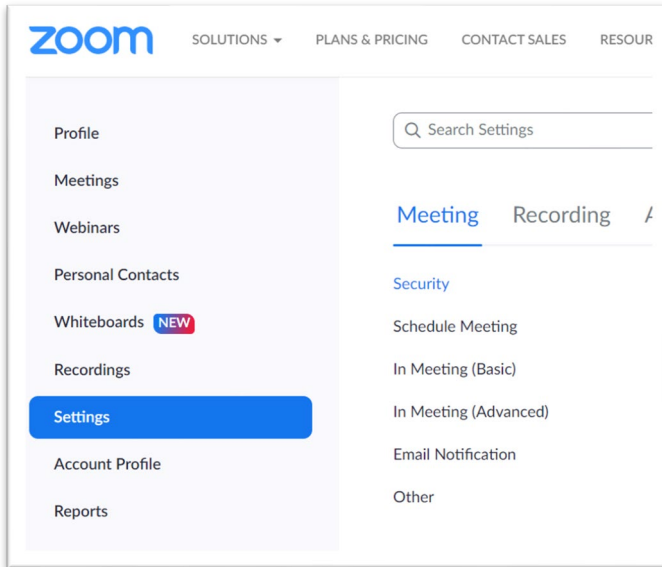 zoom SOLUTIONS PLANS & PRICING CONTACT SALES RESOUR
Profile
Meetings
Webinars
Personal Contacts
Whiteboards NEW
Recordings
Settings
Account Profile
Reports
Search Settings
Meeting Recording
Security
Schedule Meeting
In Meeting (Basic)
In Meeting (Advanced)
Email Notification
Other